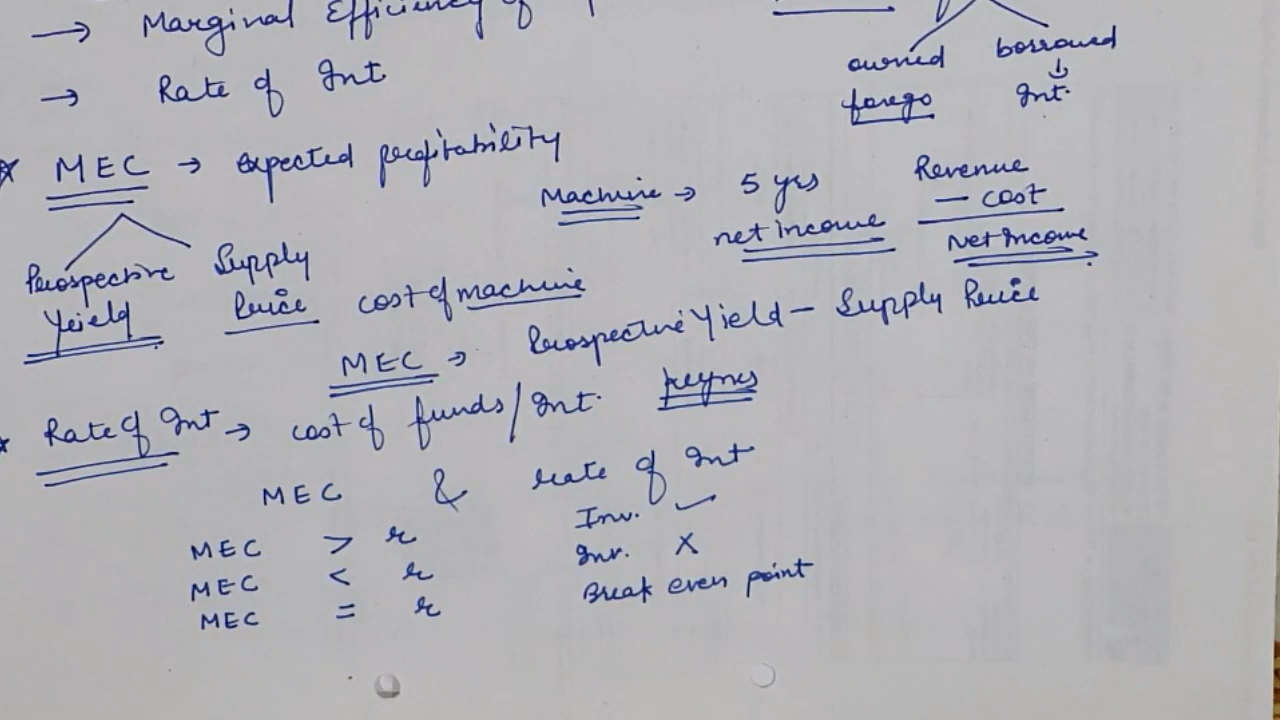 → Marginal Efficiency of
→ Rate of Int
owned borrowed
forego Int.
* MEC → expected profitability
Machine → 5 yrs
net income
Revenue
— cost
Net Income
Prospective Yield
Supply Price cost of machine
MEC → Prospective Yield – Supply Price
* Rate of Int → cost of funds / Int. Keynes
MEC & rate of Int
MEC > r Inv. ✓
MEC < r Inv. X
MEC = r Break even point